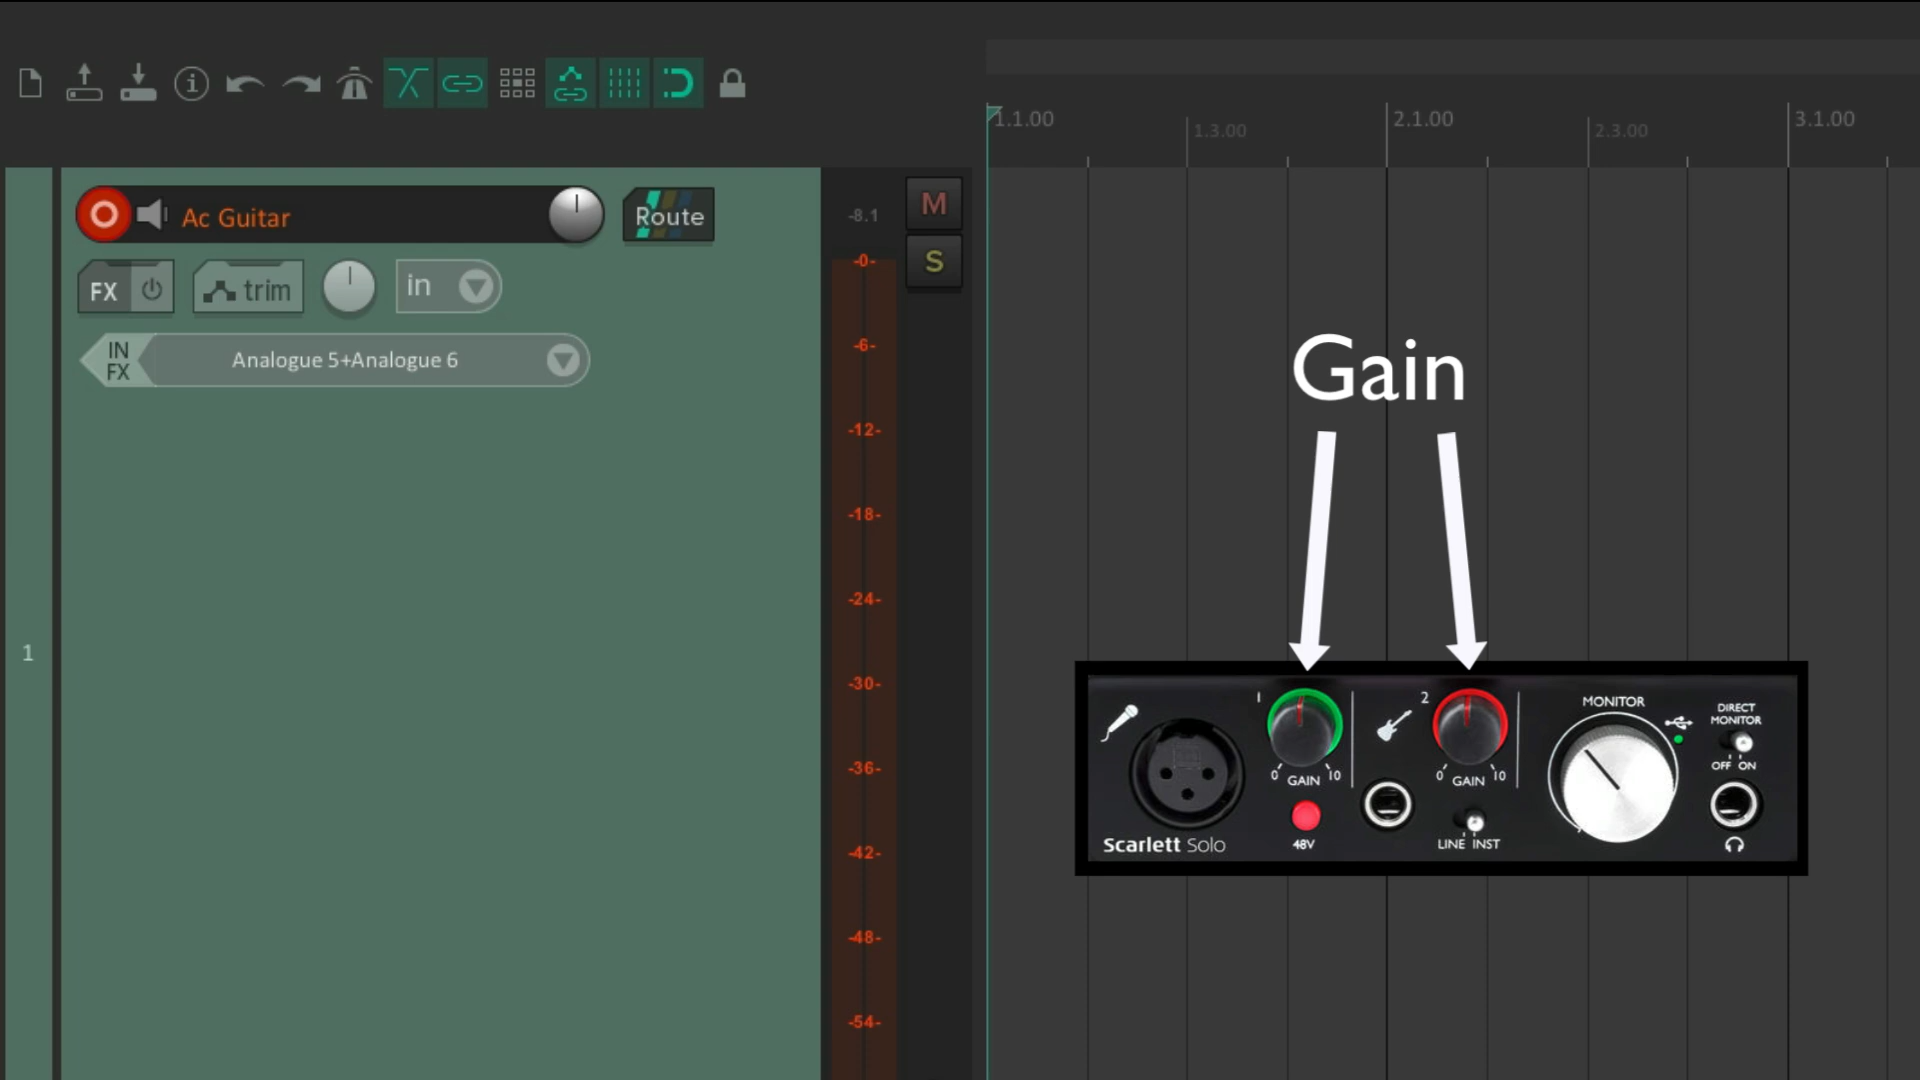 1.1.00
1.3.00
2.1.00
2.3.00
3.1.00
Ac Guitar
Route
-8.1
M
S
FX
trim
in
IN
FX
Analogue 5+Analogue 6
-0-
-6-
-12-
-18-
-24-
-30-
-36-
-42-
-48-
-54-
1
Gain
1
2
MONITOR
DIRECT
MONITOR
OFF ON
0 GAIN 10
0 GAIN 10
48V
LINE INST
Scarlett Solo